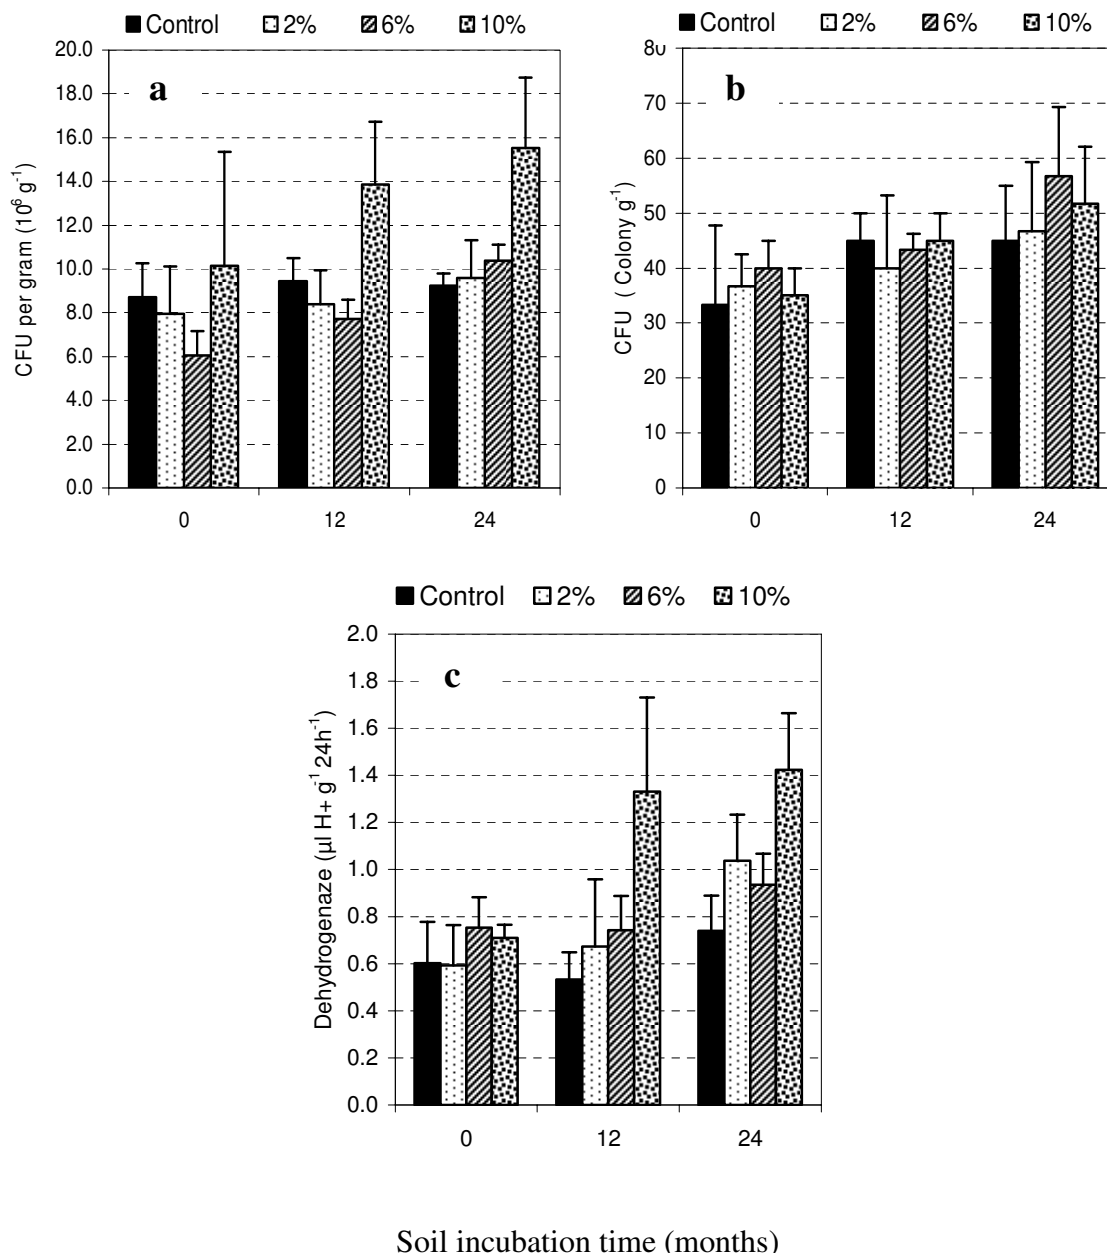 Control 2% 6% 10%
20.0
18.0
16.0
14.0
12.0
10.0
8.0
6.0
4.0
2.0
0.0
a
CFU per gram (10⁶ g⁻¹)
0 12 24
Control 2% 6% 10%
80
70
60
50
40
30
20
10
0
b
CFU ( Colony g⁻¹)
0 12 24
Control 2% 6% 10%
2.0
1.8
1.6
1.4
1.2
1.0
0.8
0.6
0.4
0.2
0.0
c
Dehydrogenaze (µl H+ g⁻¹ 24h⁻¹)
0 12 24
Soil incubation time (months)